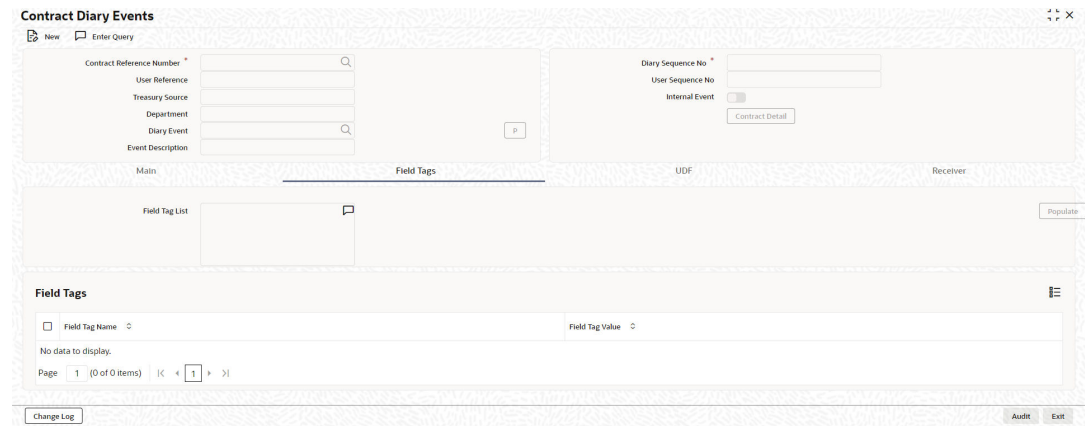 Contract Diary Events
New Enter Query
Contract Reference Number *
User Reference
Treasury Source
Department
Diary Event P
Event Description
Diary Sequence No *
User Sequence No
Internal Event
Contract Detail
Main Field Tags UDF Receiver
Field Tag List Populate
Field Tags
Field Tag Name Field Tag Value
No data to display.
Page 1 (0 of 0 items) 1
Change Log Audit Exit